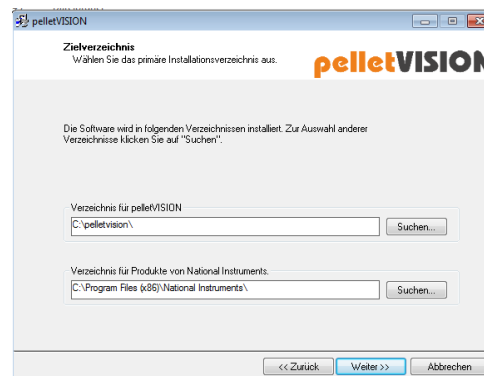 pelletVISION
Zielverzeichnis
Wählen Sie das primäre Installationsverzeichnis aus.
pelletVISION
Die Software wird in folgenden Verzeichnissen installiert. Zur Auswahl anderer
Verzeichnisse klicken Sie auf "Suchen".
Verzeichnis für pelletVISION
C:\pelletvision\
Suchen...
Verzeichnis für Produkte von National Instruments.
C:\Program Files (x86)\National Instruments\
Suchen...
<< Zurück
Weiter >>
Abbrechen